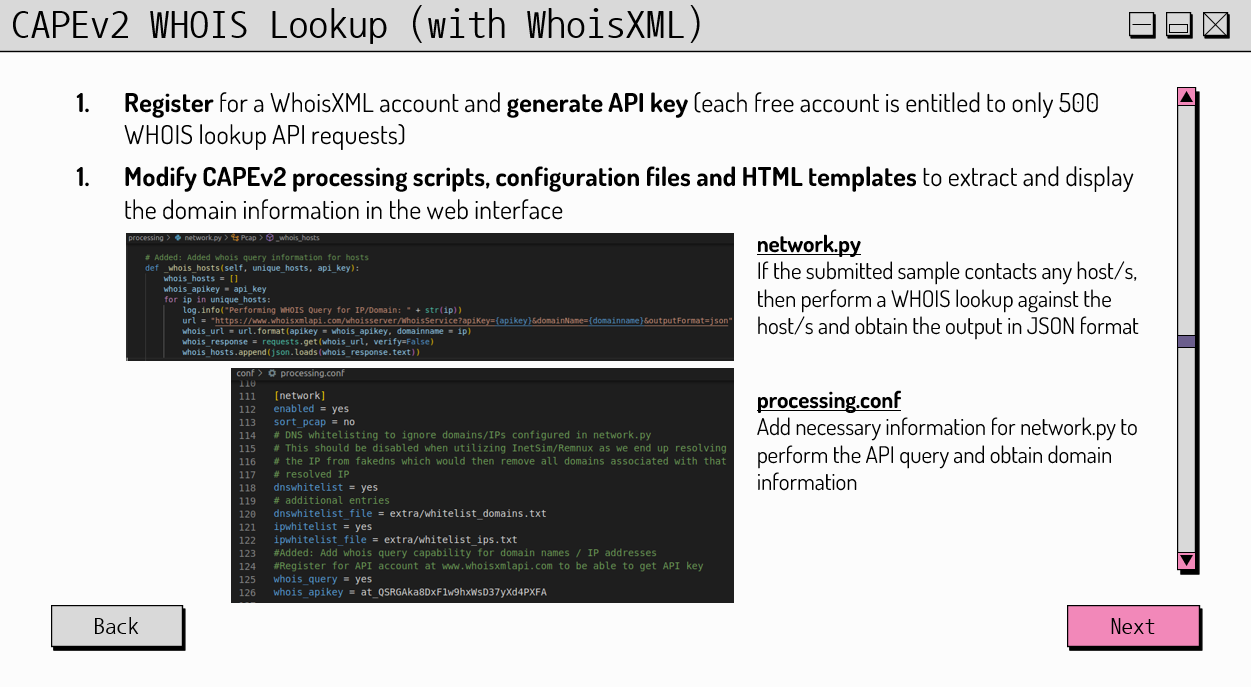 CAPEv2 WHOIS Lookup (with WhoisXML)
1. Register for a WhoisXML account and generate API key (each free account is entitled to only 500
WHOIS lookup API requests)
1. Modify CAPEv2 processing scripts, configuration files and HTML templates to extract and display
the domain information in the web interface
processing > network.py > Pcap > _whois_hosts
# Added: Added whois query information for hosts
def _whois_hosts(self, unique_hosts, api_key):
whois_hosts = []
whois_apikey = api_key
for ip in unique_hosts:
log.info("Performing WHOIS Query for IP/Domain: " + str(ip))
url = "https://www.whoisxmlapi.com/whoisserver/WhoisService?apiKey={apikey}&domainName={domainname}&outputFormat=json"
whois_url = url.format(apikey = whois_apikey, domainname = ip)
whois_response = requests.get(whois_url, verify=False)
whois_hosts.append(json.loads(whois_response.text))
network.py
If the submitted sample contacts any host/s,
then perform a WHOIS lookup against the
host/s and obtain the output in JSON format
conf > processing.conf
110
111 [network]
112 enabled = yes
113 sort_pcap = no
114 # DNS whitelisting to ignore domains/IPs configured in network.py
115 # This should be disabled when utilizing InetSim/Remnux as we end up resolving
116 # the IP from fakedns which would then remove all domains associated with that
117 # resolved IP
118 dnswhitelist = yes
119 # additional entries
120 dnswhitelist_file = extra/whitelist_domains.txt
121 ipwhitelist = yes
122 ipwhitelist_file = extra/whitelist_ips.txt
123 #Added: Add whois query capability for domain names / IP addresses
124 #Register for API account at www.whoisxmlapi.com to be able to get API key
125 whois_query = yes
126 whois_apikey = at_QSRGAka8DxF1w9hxWsD37yXd4PXFA
processing.conf
Add necessary information for network.py to
perform the API query and obtain domain
information
Back
Next